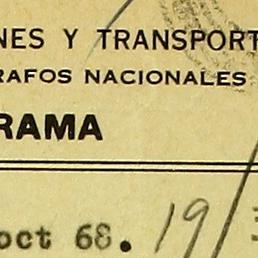 NES Y TRANSPORT
RAFOS NACIONALES
RAMA
oct 68. 19